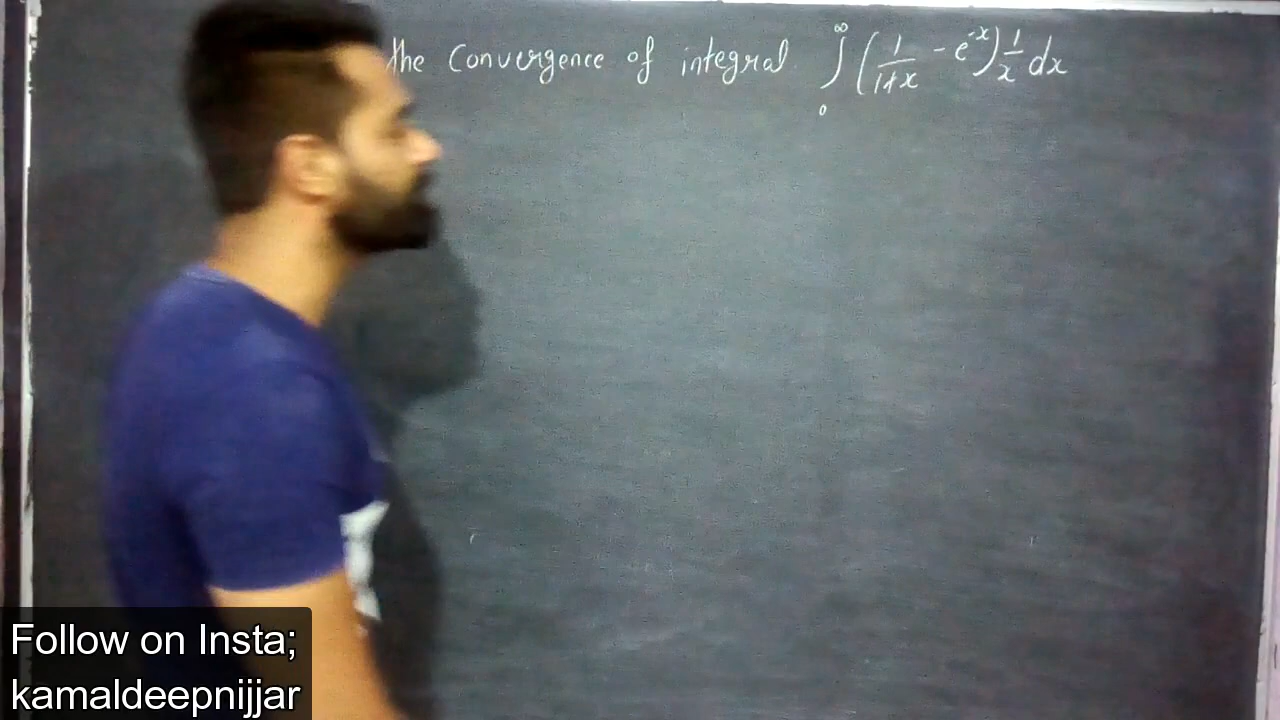 the convergence of integral ∫₀^∞ (1/(1+x) - e^-x) 1/x dx
Follow on Insta;
kamaldeepnijjar